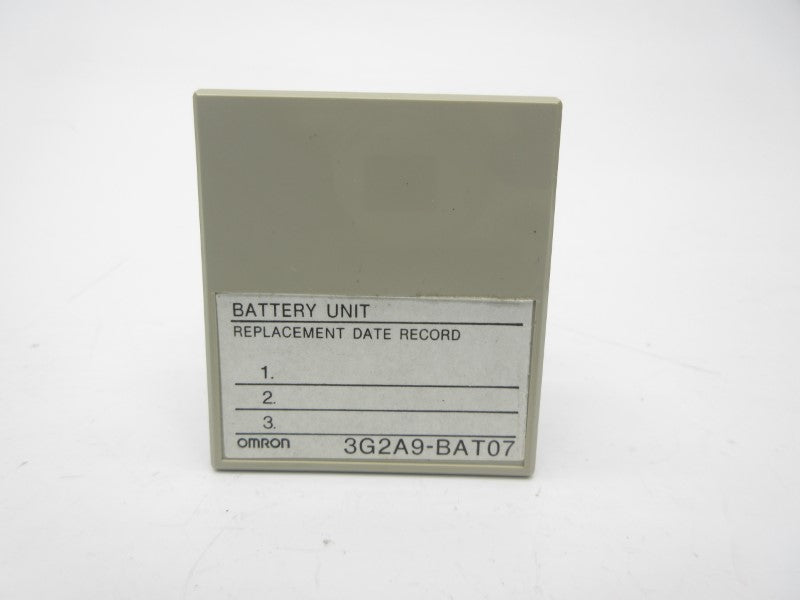 BATTERY UNIT
REPLACEMENT DATE RECORD
1.
2.
3.
OMRON 3G2A9-BAT07